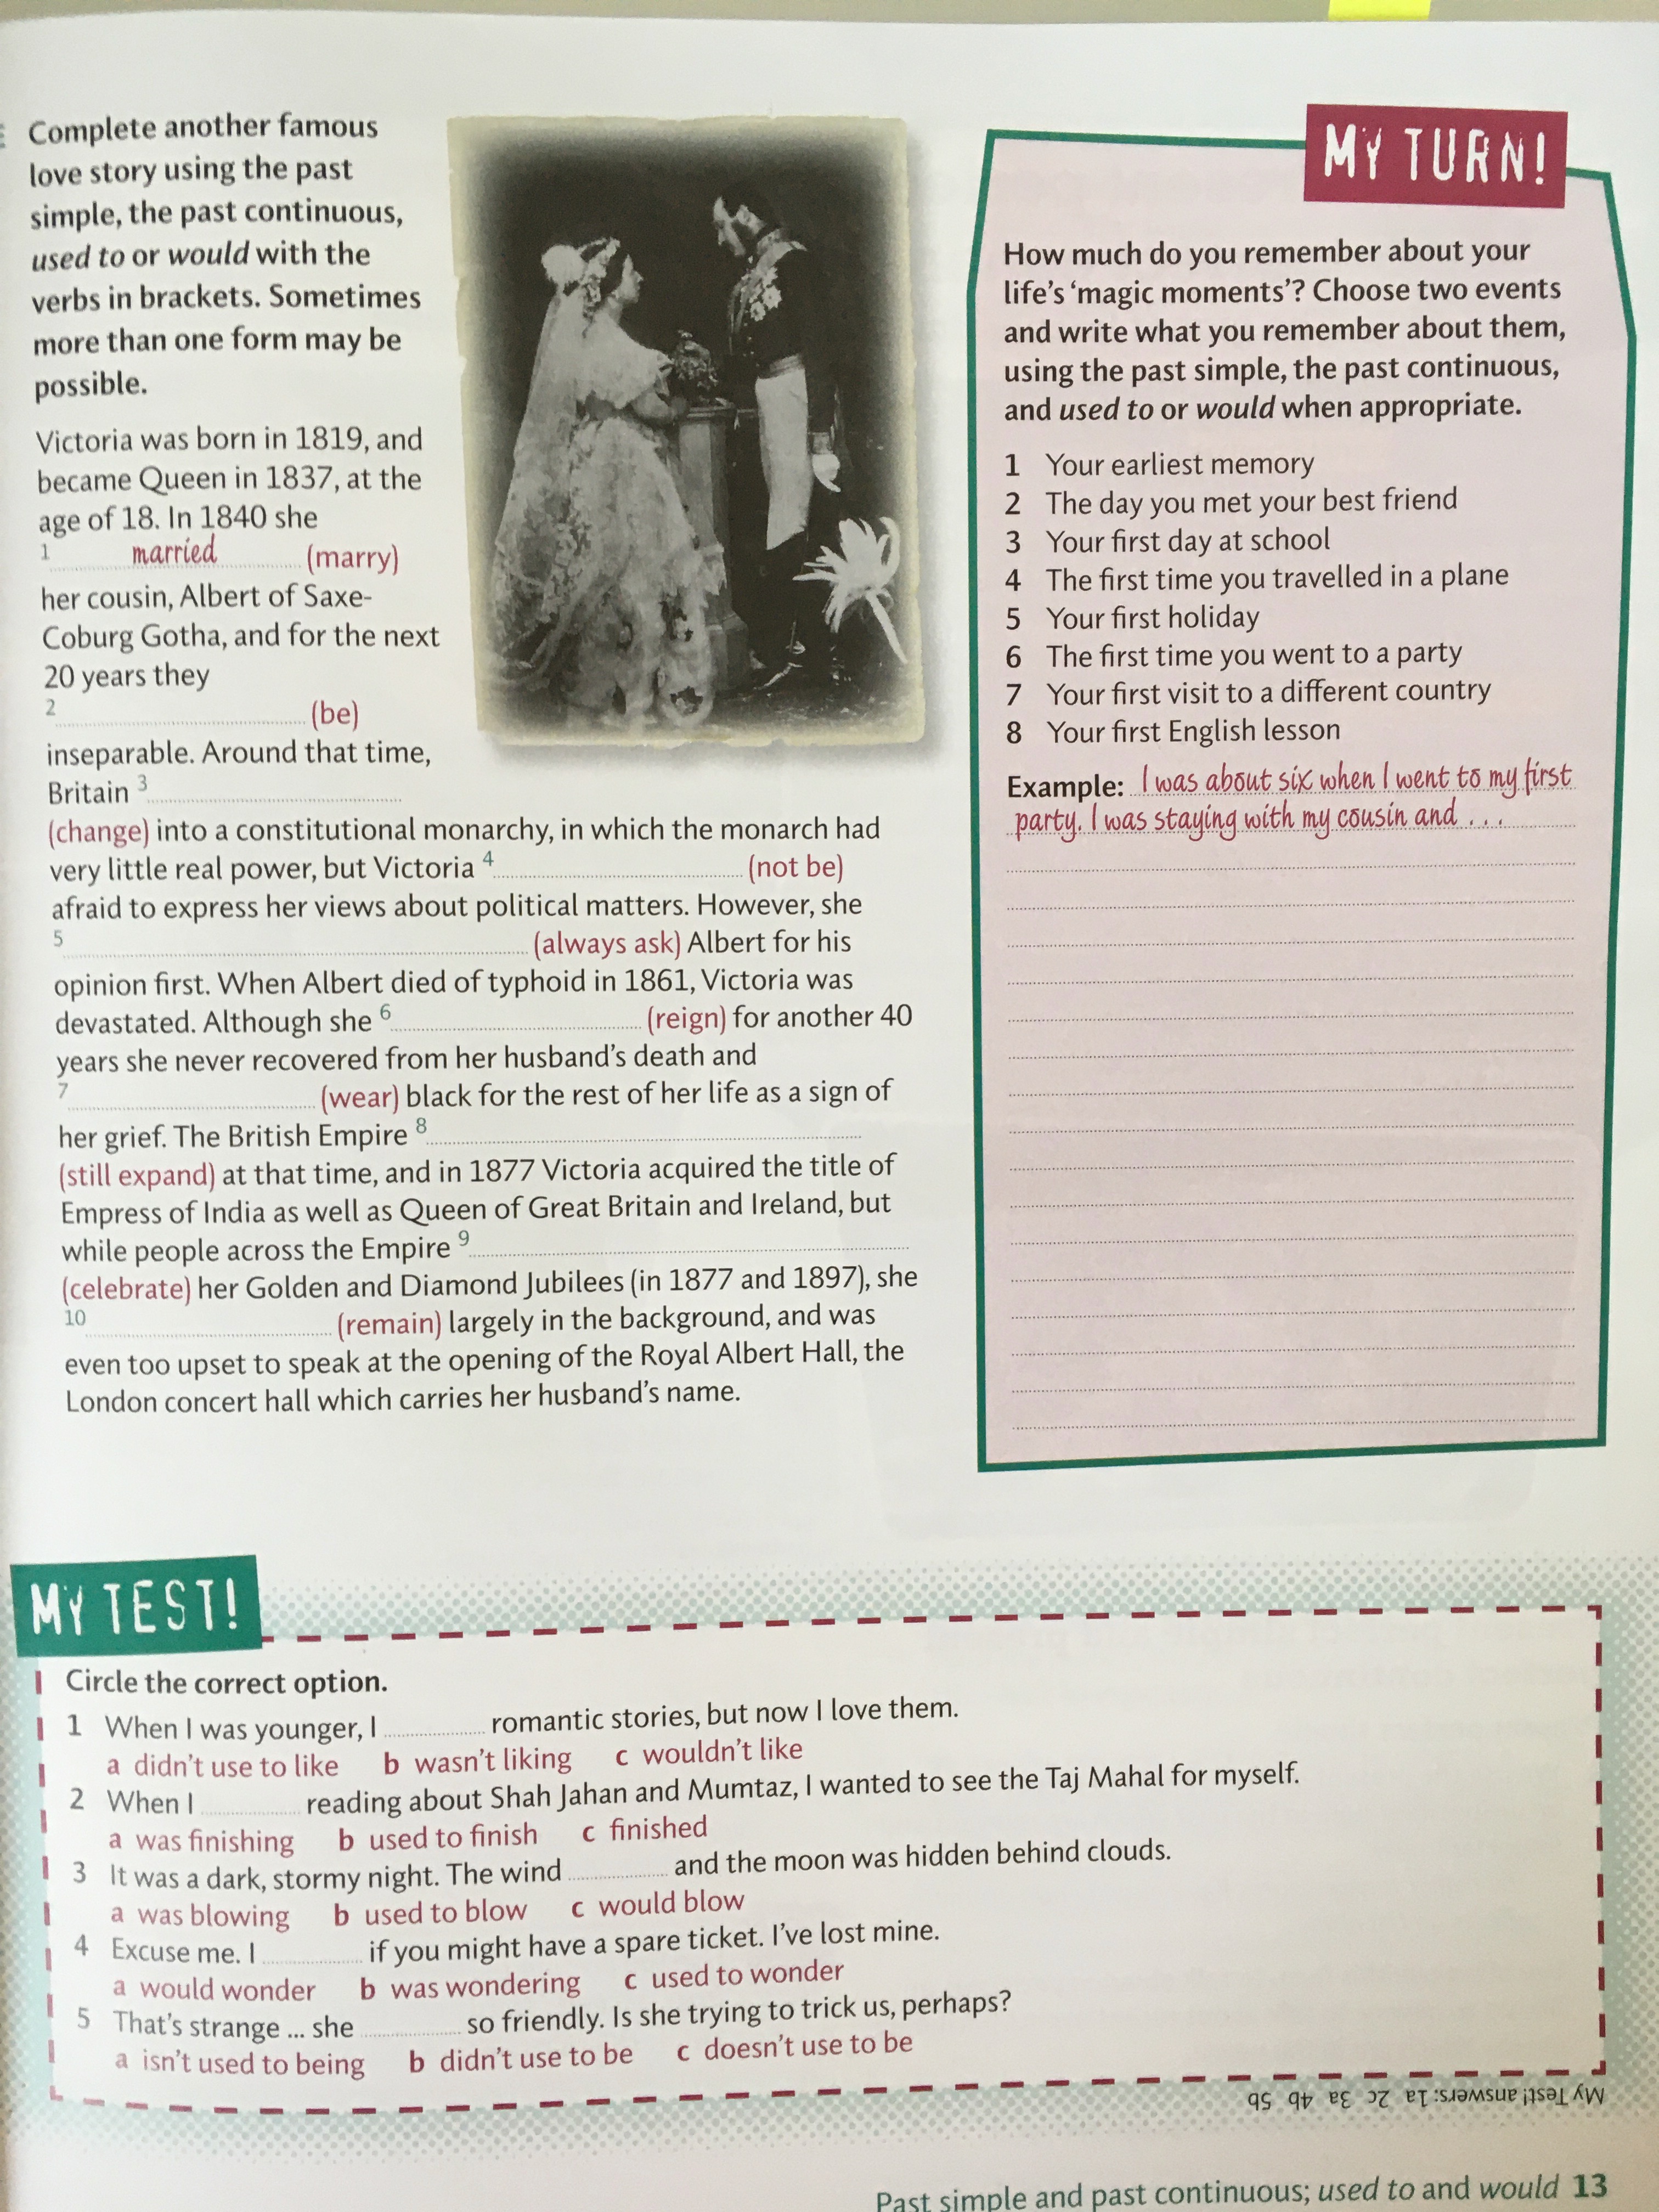 Complete another famous
love story using the past
simple, the past continuous,
used to or would with the
verbs in brackets. Sometimes
more than one form may be
possible.
Victoria was born in 1819, and
became Queen in 1837, at the
age of 18. In 1840 she
1 married (marry)
her cousin, Albert of Saxe-
Coburg Gotha, and for the next
20 years they
2 (be)
inseparable. Around that time,
Britain 3
(change) into a constitutional monarchy, in which the monarch had
very little real power, but Victoria 4 (not be)
afraid to express her views about political matters. However, she
5 (always ask) Albert for his
opinion first. When Albert died of typhoid in 1861, Victoria was
devastated. Although she 6 (reign) for another 40
years she never recovered from her husband's death and
7 (wear) black for the rest of her life as a sign of
her grief. The British Empire 8
(still expand) at that time, and in 1877 Victoria acquired the title of
Empress of India as well as Queen of Great Britain and Ireland, but
while people across the Empire 9
(celebrate) her Golden and Diamond Jubilees (in 1877 and 1897), she
10 (remain) largely in the background, and was
even too upset to speak at the opening of the Royal Albert Hall, the
London concert hall which carries her husband's name.
MY TURN!
How much do you remember about your
life's 'magic moments'? Choose two events
and write what you remember about them,
using the past simple, the past continuous,
and used to or would when appropriate.
1 Your earliest memory
2 The day you met your best friend
3 Your first day at school
4 The first time you travelled in a plane
5 Your first holiday
6 The first time you went to a party
7 Your first visit to a different country
8 Your first English lesson
Example: I was about six when I went to my first
party. I was staying with my cousin and ...
MY TEST!
Circle the correct option.
1 When I was younger, I romantic stories, but now I love them.
a didn't use to like b wasn't liking c wouldn't like
2 When I reading about Shah Jahan and Mumtaz, I wanted to see the Taj Mahal for myself.
a was finishing b used to finish c finished
3 It was a dark, stormy night. The wind and the moon was hidden behind clouds.
a was blowing b used to blow c would blow
4 Excuse me. I if you might have a spare ticket. I've lost mine.
a would wonder b was wondering c used to wonder
5 That's strange ... she so friendly. Is she trying to trick us, perhaps?
a isn't used to being b didn't use to be c doesn't use to be
My Test! answers: 1a 2c 3a 4b 5b
Past simple and past continuous; used to and would 13